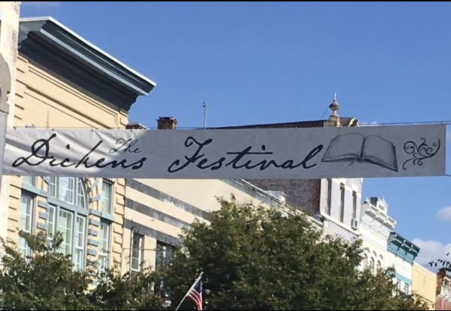 The
Dickens Festival